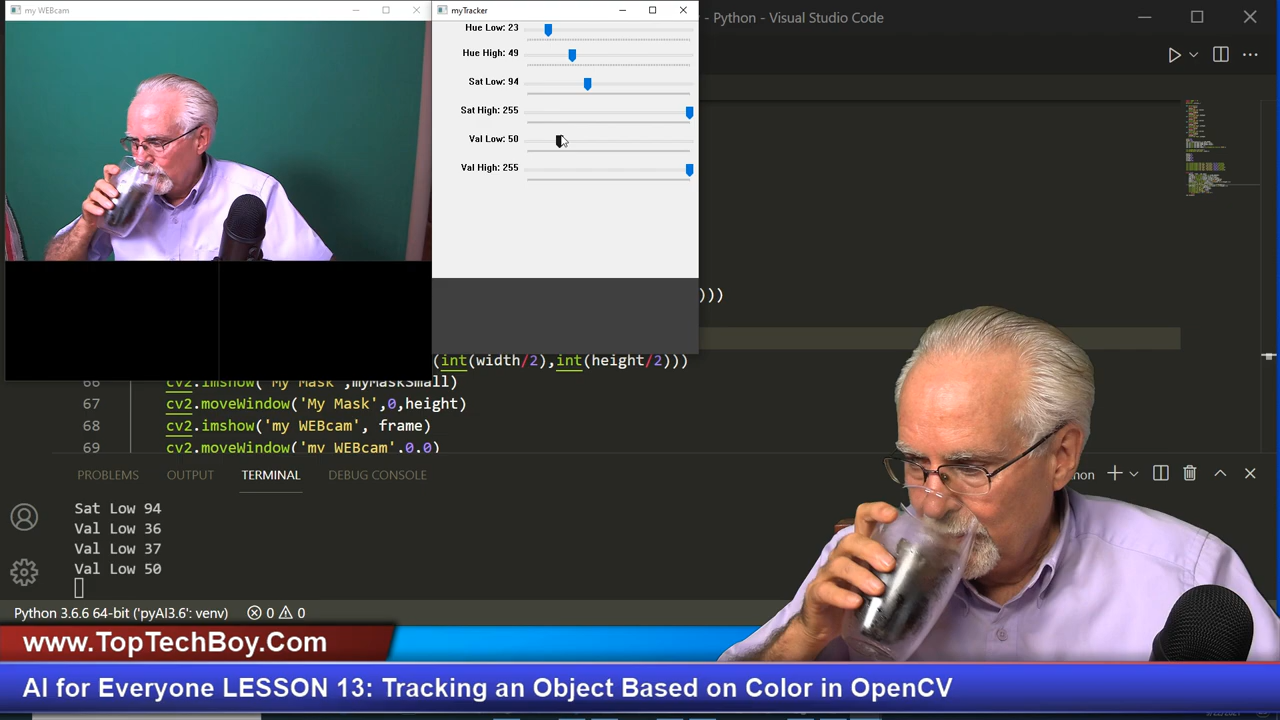 my WEBcam
myTracker
- Python - Visual Studio Code
Hue Low: 23
Hue High: 49
Sat Low: 94
Sat High: 255
Val Low: 50
Val High: 255
)))
(int(width/2),int(height/2)))
66 cv2.imshow('My Mask',myMaskSmall)
67 cv2.moveWindow('My Mask',0,height)
68 cv2.imshow('my WEBcam', frame)
69 cv2.moveWindow('my WEBcam',0,0)
PROBLEMS OUTPUT TERMINAL DEBUG CONSOLE
Sat Low 94
Val Low 36
Val Low 37
Val Low 50
Python 3.6.6 64-bit ('pyAI3.6': venv) 0 0
www.TopTechBoy.Com
AI for Everyone LESSON 13: Tracking an Object Based on Color in OpenCV